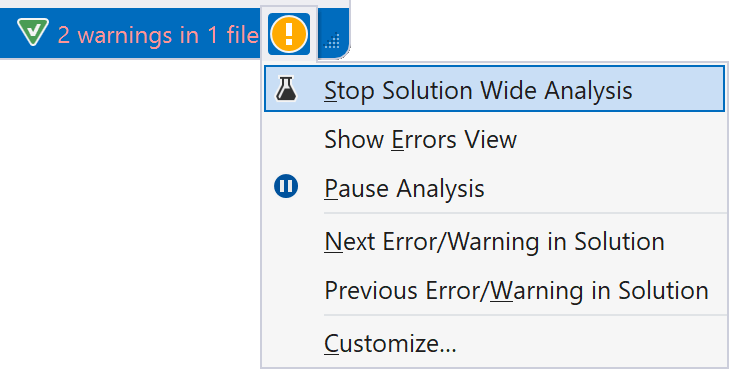 2 warnings in 1 file
Stop Solution Wide Analysis
Show Errors View
Pause Analysis
Next Error/Warning in Solution
Previous Error/Warning in Solution
Customize...